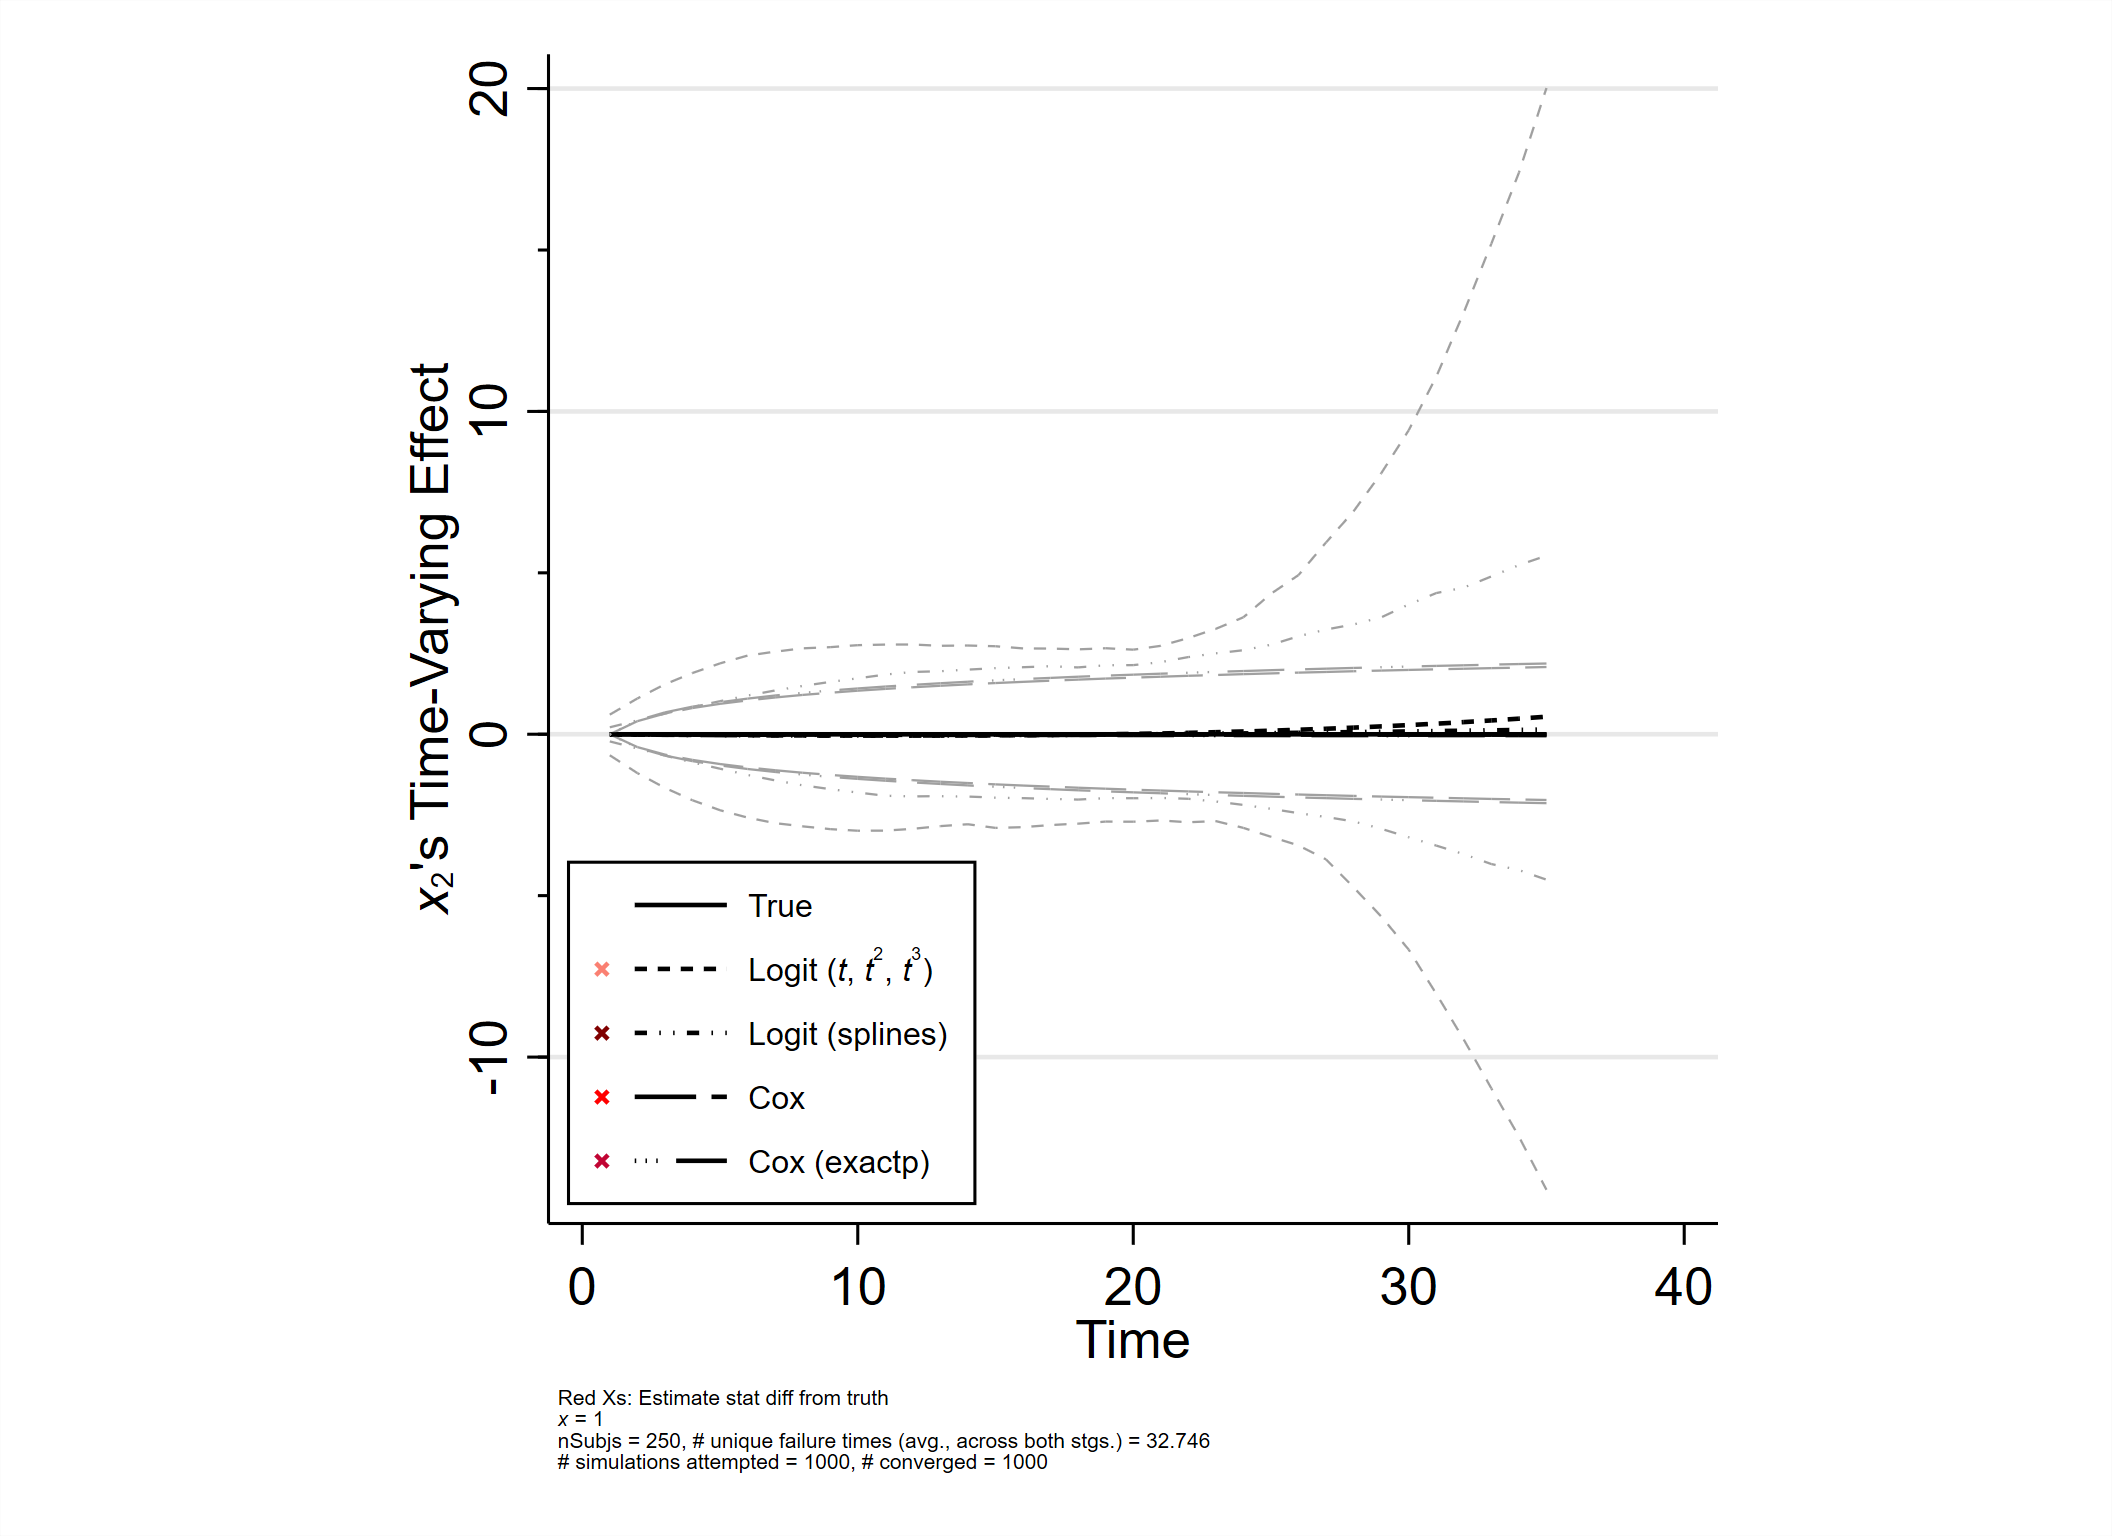 20
10
0
-10
x₂'s Time-Varying Effect
True
Logit (t, t², t³)
Logit (splines)
Cox
Cox (exactp)
0 10 20 30 40
Time
Red Xs: Estimate stat diff from truth
x = 1
nSubjs = 250, # unique failure times (avg., across both stgs.) = 32.746
# simulations attempted = 1000, # converged = 1000